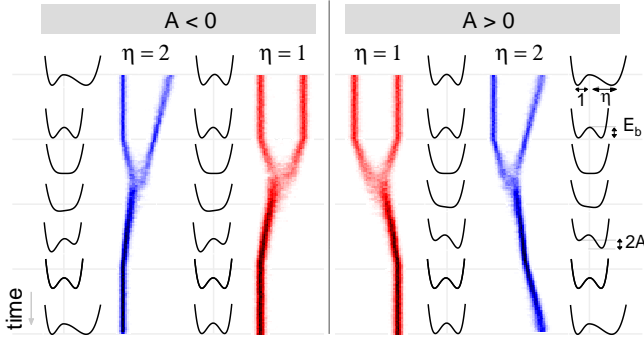 A < 0
A > 0
η = 2
η = 1
η = 1
η = 2
1
η
E_b
2A
time